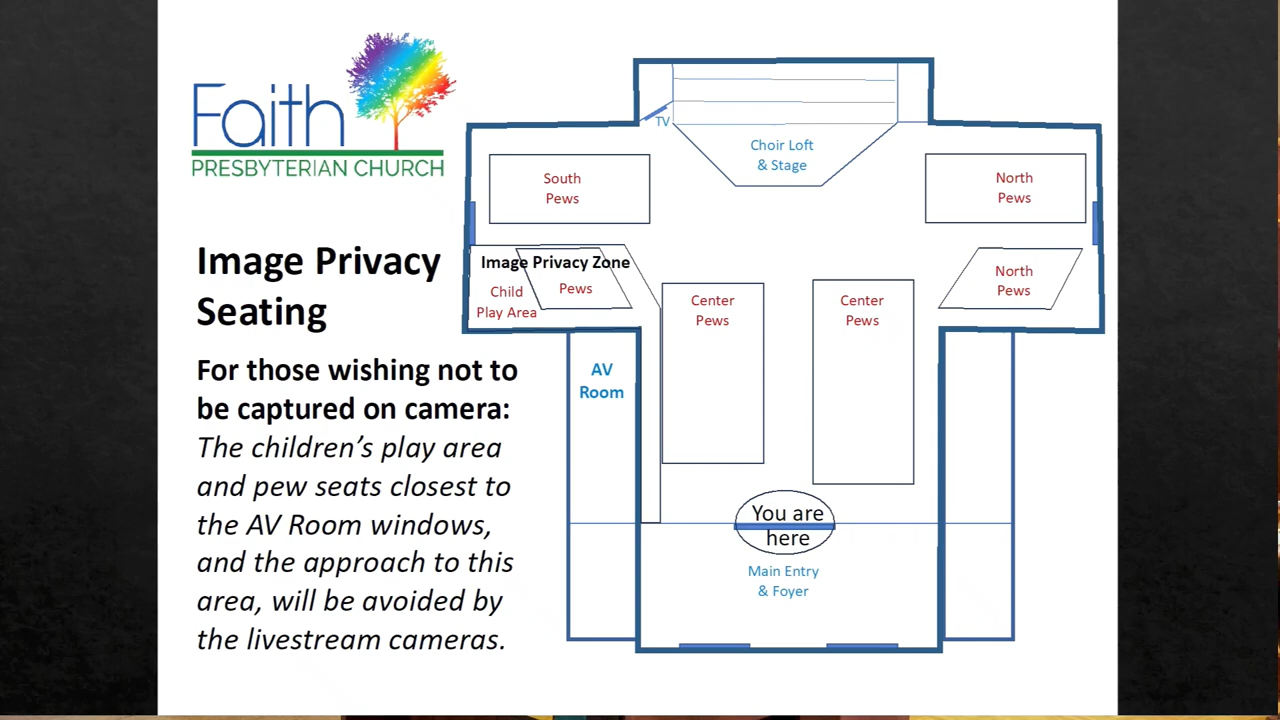 Faith
PRESBYTERIAN CHURCH
Image Privacy
Seating
For those wishing not to
be captured on camera:
The children's play area
and pew seats closest to
the AV Room windows,
and the approach to this
area, will be avoided by
the livestream cameras.
TV
Choir Loft
& Stage
South
Pews
North
Pews
Image Privacy Zone
Child
Play Area
Pews
Center
Pews
Center
Pews
North
Pews
AV
Room
You are
here
Main Entry
& Foyer